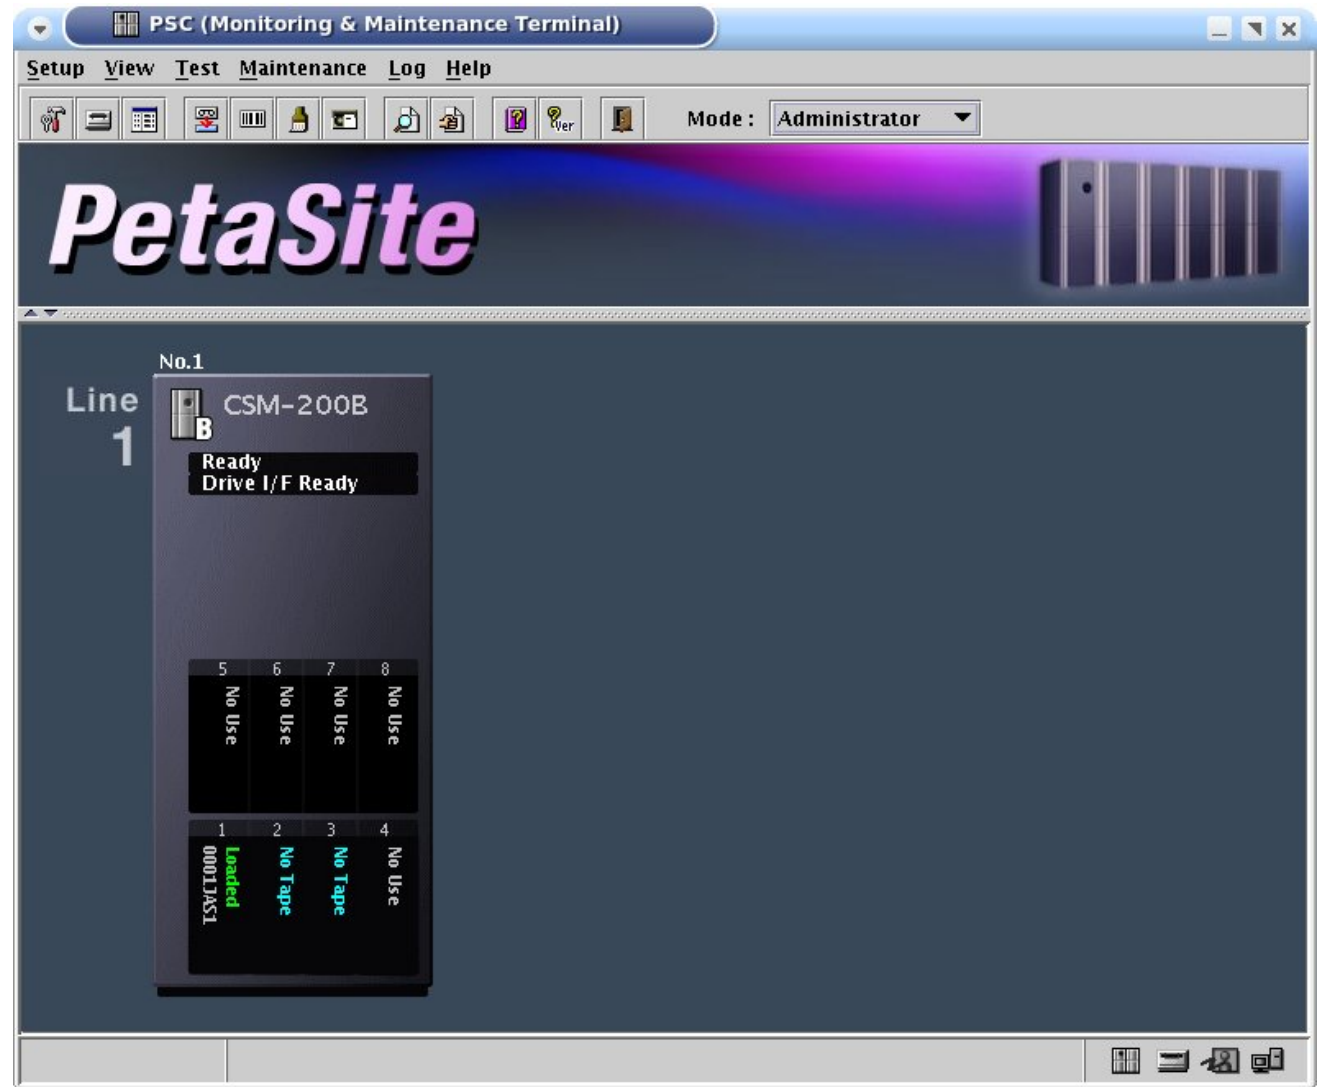 PSC (Monitoring & Maintenance Terminal)
Setup View Test Maintenance Log Help
Ver
Mode : Administrator
PetaSite
No.1
Line
1
CSM-200B
B
Ready
Drive I/F Ready
5 6 7 8
No Use
No Use
No Use
No Use
1 2 3 4
Loaded
0001JAS1
No Tape
No Tape
No Use